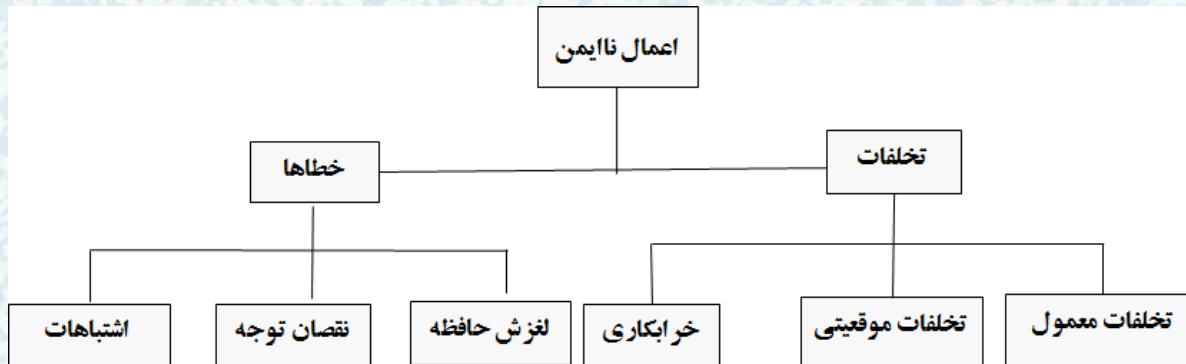 اعمال ناایمن
تخلفات
خطاها
تخلفات معمول
تخلفات موقعیتی
خرابکاری
لغزش حافظه
نقصان توجه
اشتباهات